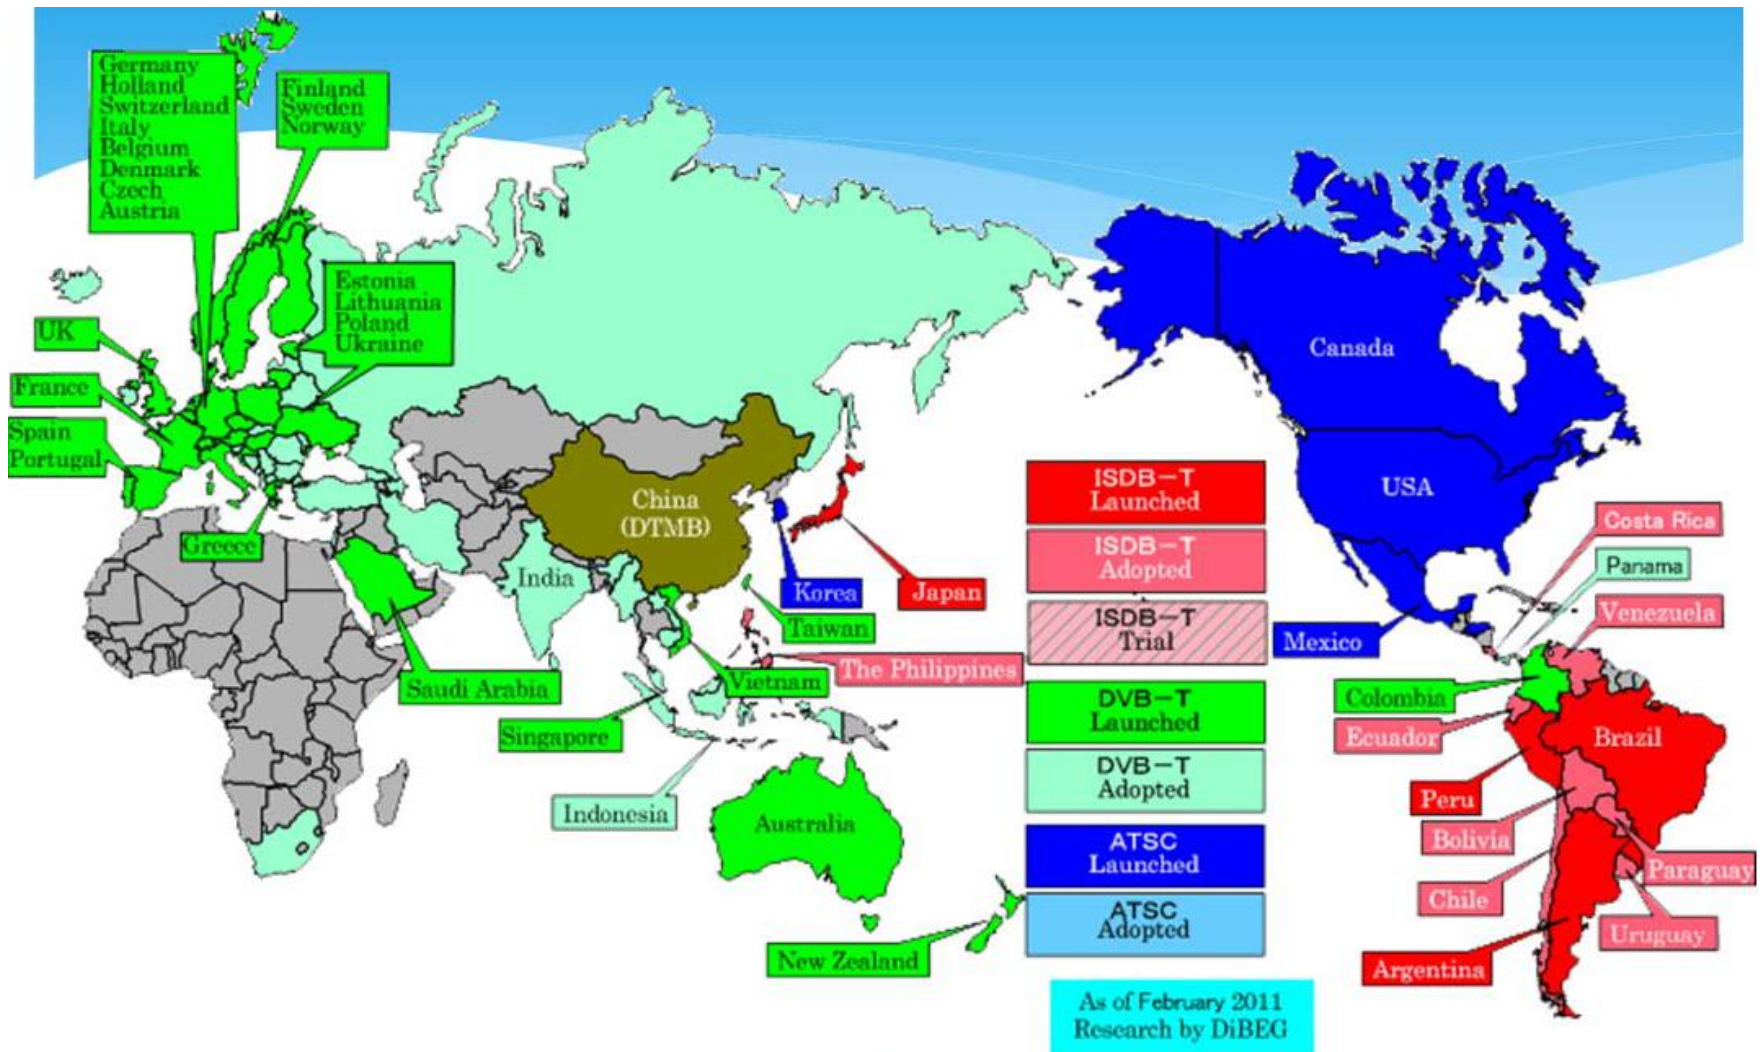 Germany
Holland
Switzerland
Italy
Belgium
Denmark
Czech
Austria
Finland
Sweden
Norway
Estonia
Lithuania
Poland
Ukraine
UK
France
Spain
Portugal
Greece
Saudi Arabia
India
China
(DTMB)
Korea
Japan
Taiwan
The Philippines
Vietnam
Singapore
Indonesia
Australia
New Zealand
ISDB-T
Launched
ISDB-T
Adopted
ISDB-T
Trial
DVB-T
Launched
DVB-T
Adopted
ATSC
Launched
ATSC
Adopted
As of February 2011
Research by DiBEG
Canada
USA
Mexico
Costa Rica
Panama
Venezuela
Colombia
Ecuador
Brazil
Peru
Bolivia
Paraguay
Chile
Uruguay
Argentina